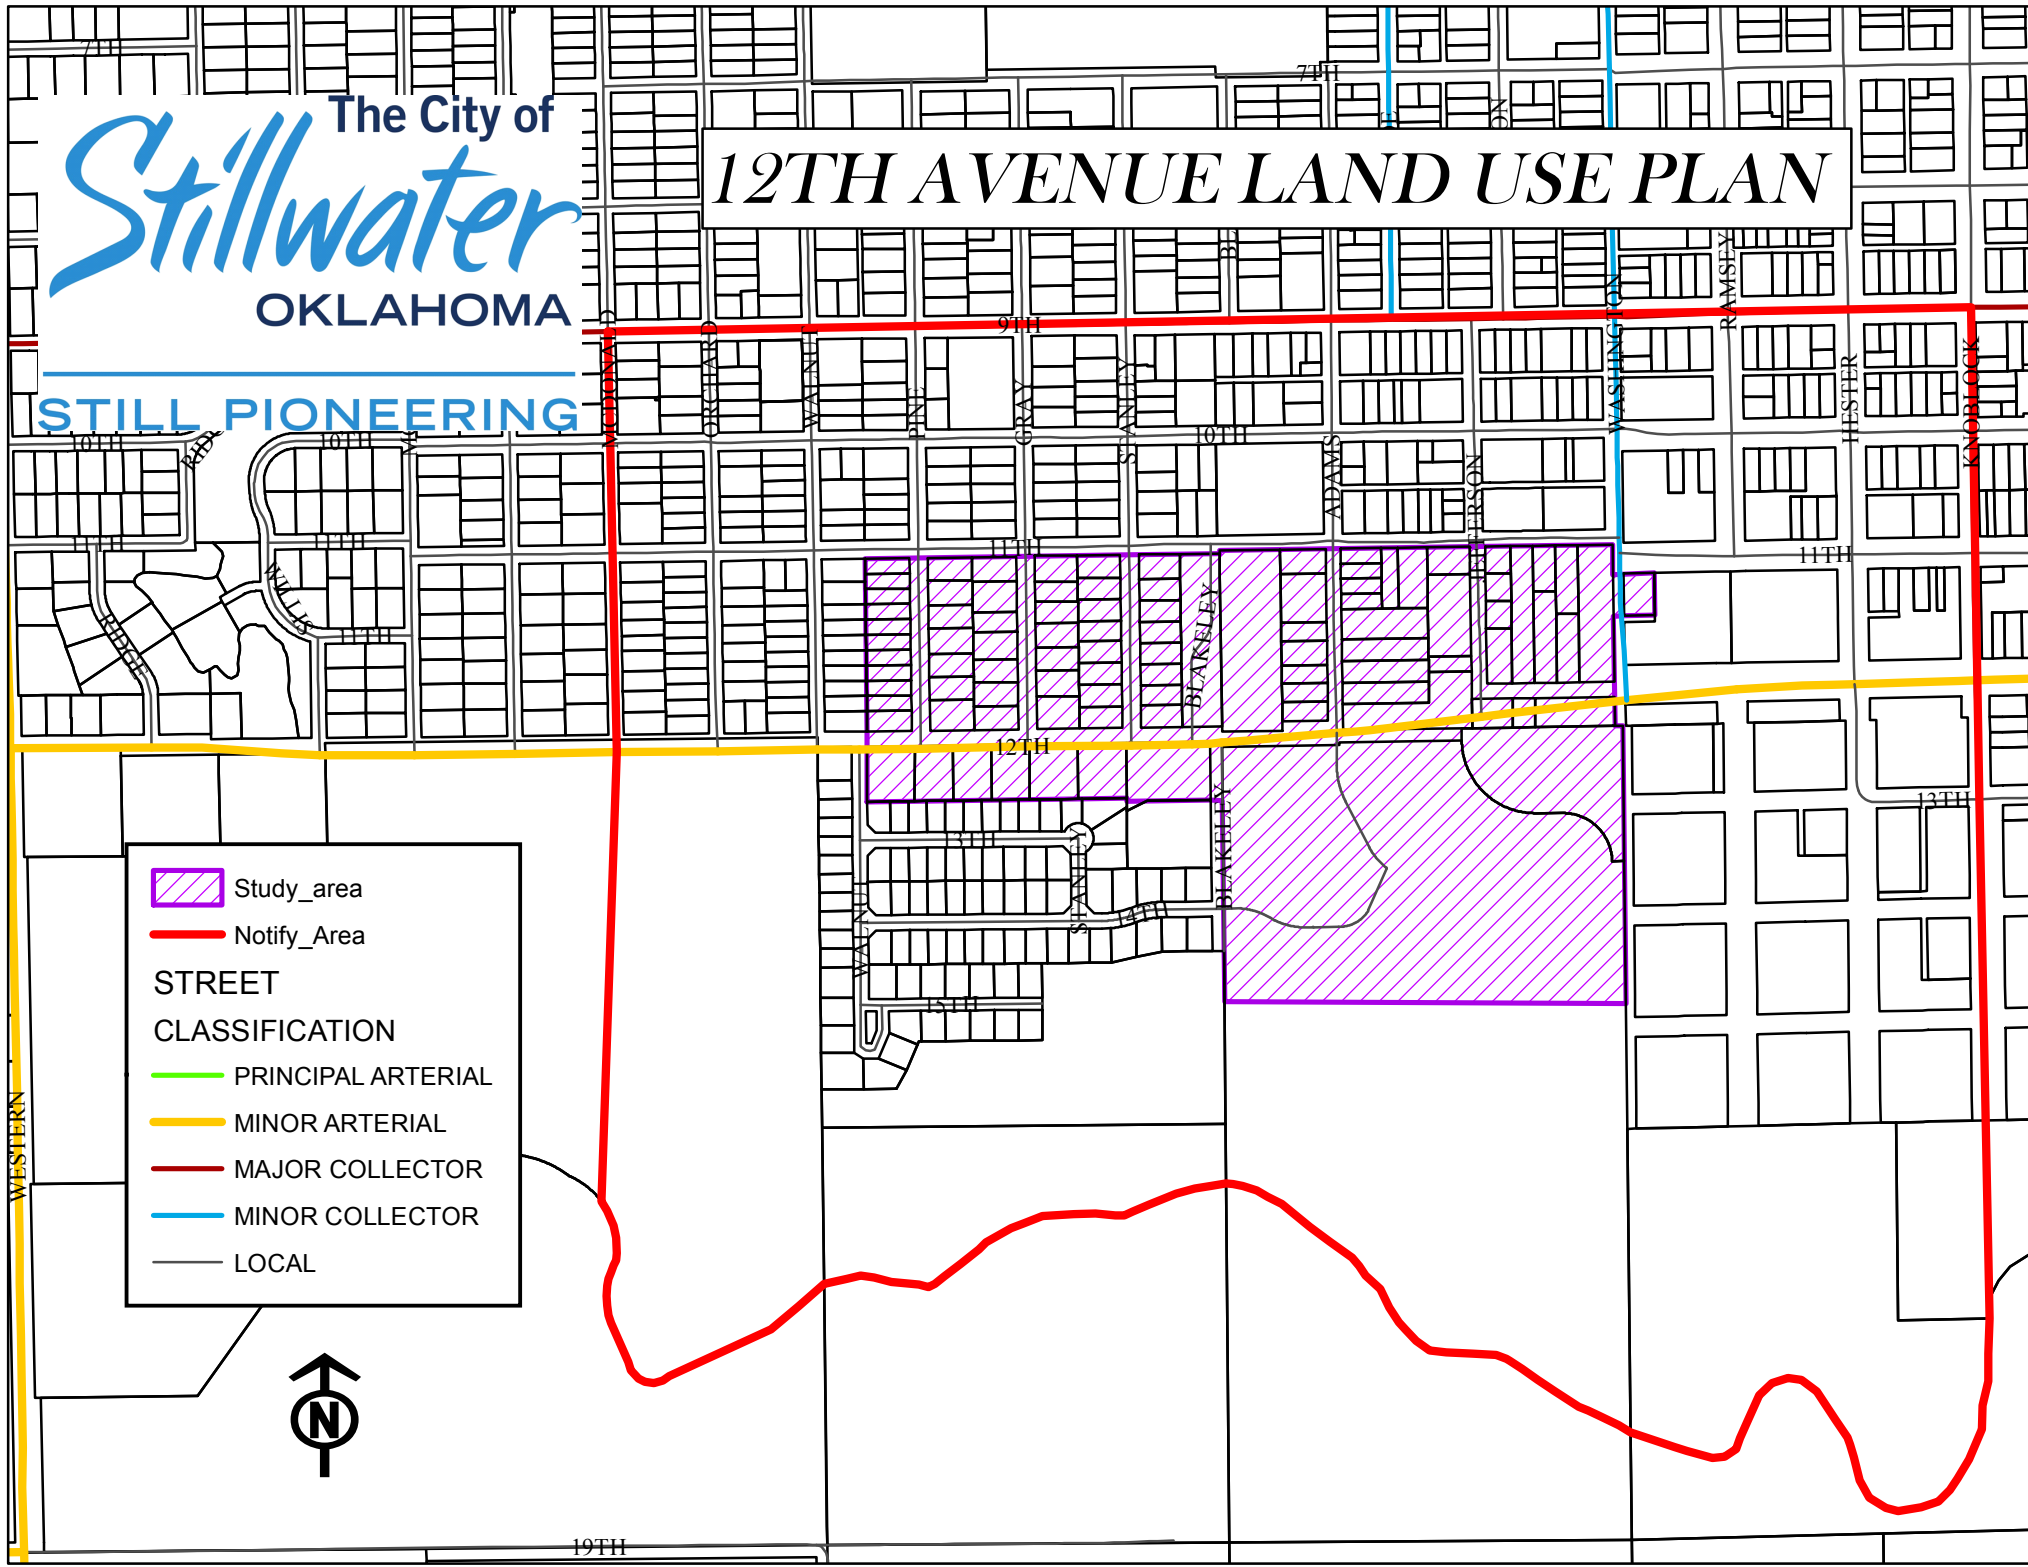 7TH
7TH
The City of
Stillwater
OKLAHOMA
STILL PIONEERING
12TH AVENUE LAND USE PLAN
RAMSEY
WASHINGTON
9TH
MCDONALD
ORCHARD
WALNUT
PINE
GRAY
STANLEY
HESTER
KNOBLOCK
10TH
10TH
10TH
ADAMS
JEFFERSON
11TH
11TH
11TH
11TH
11TH
WILLIS
RIDGE
BLAKELEY
12TH
13TH
13TH
STANLEY
BLAKELEY
14TH
WALNUT
15TH
WESTERN
19TH
Study_area
Notify_Area
STREET
CLASSIFICATION
PRINCIPAL ARTERIAL
MINOR ARTERIAL
MAJOR COLLECTOR
MINOR COLLECTOR
LOCAL
N